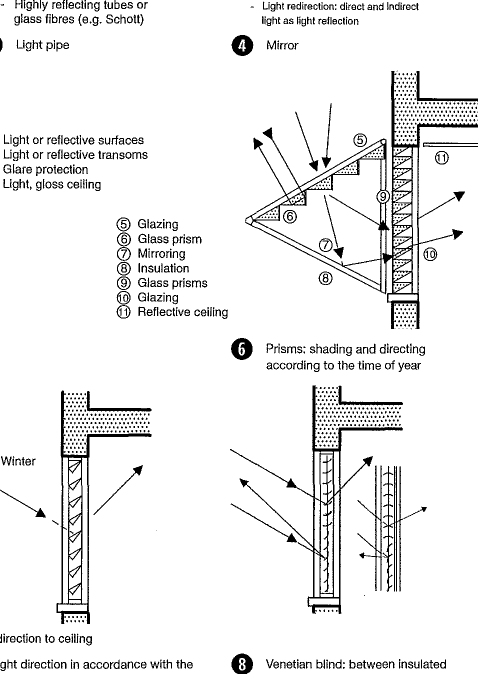 - Highly reflecting tubes or
glass fibres (e.g. Schott)
Light pipe
- Light redirection: direct and indirect
light as light reflection
4 Mirror
Light or reflective surfaces
Light or reflective transoms
Glare protection
Light, gloss ceiling
5 Glazing
6 Glass prism
7 Mirroring
8 Insulation
9 Glass prisms
10 Glazing
11 Reflective ceiling
5
6
7
8
9
10
11
6 Prisms: shading and directing
according to the time of year
Winter
direction to ceiling
ght direction in accordance with the
8 Venetian blind: between insulated